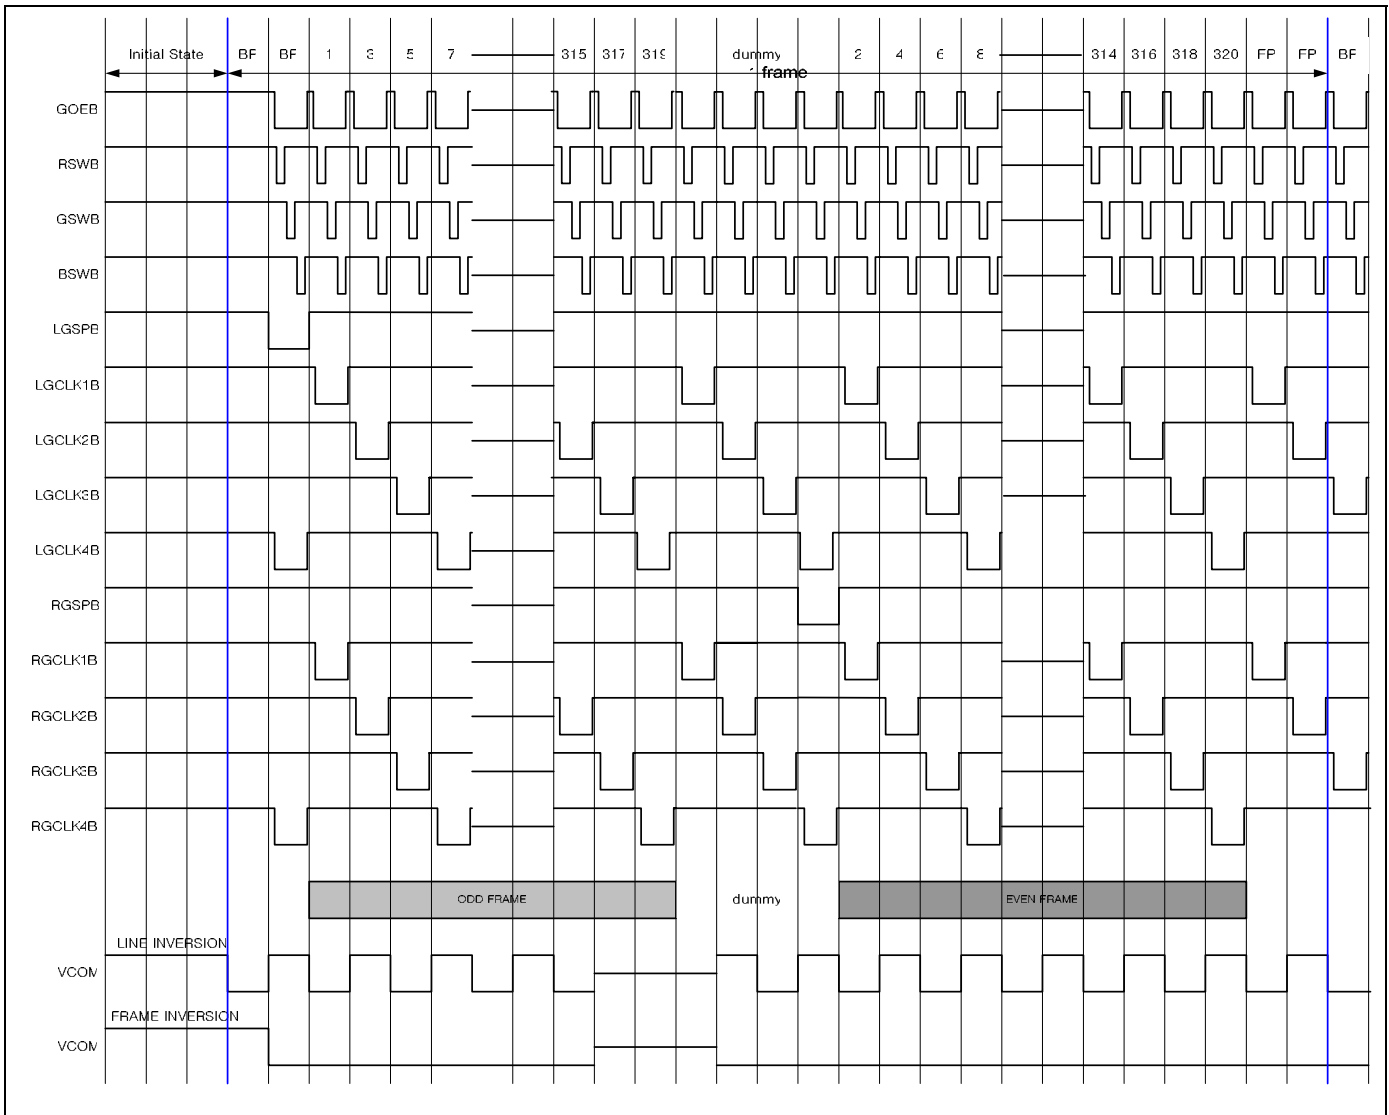 Initial State BF BF 1 3 5 7 315 317 319 dummy 2 4 6 8 314 316 318 320 FP FP BF
1 frame
GOEB
RSWB
GSWB
BSWB
LGSPB
LGCLK1B
LGCLK2B
LGCLK3B
LGCLK4B
RGSPB
RGCLK1B
RGCLK2B
RGCLK3B
RGCLK4B
ODD FRAME dummy EVEN FRAME
LINE INVERSION
VCOM
FRAME INVERSION
VCOM